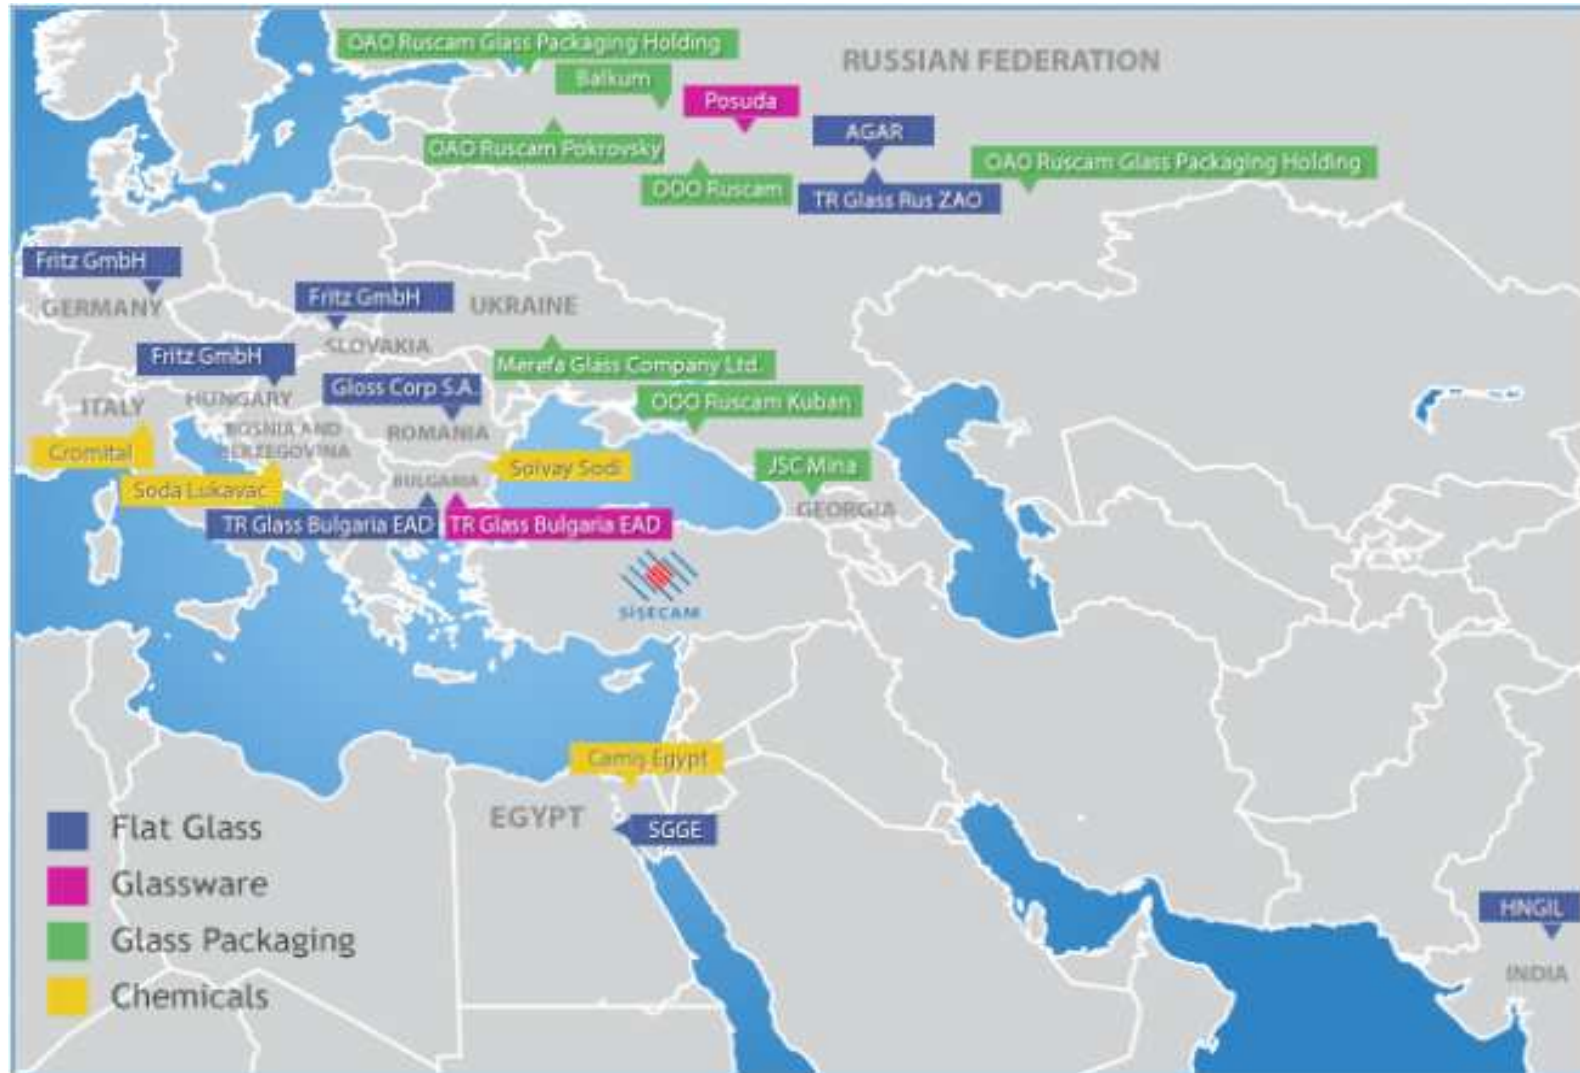 OAO Ruscam Glass Packaging Holding
RUSSIAN FEDERATION
Balkum
Posuda
AGAR
OAO Ruscam Pokrovsky
OAO Ruscam Glass Packaging Holding
OOO Ruscam
TR Glass Rus ZAO
Fritz GmbH
GERMANY
Fritz GmbH
UKRAINE
SLOVAKIA
Fritz GmbH
Merefa Glass Company Ltd.
Gloss Corp S.A.
HUNGARY
ITALY
OOO Ruscam Kuban
BOSNIA AND
HERZEGOVINA
ROMANIA
Cromital
Solvay Sodi
JSC Mina
BULGARIA
Soda Lukavac
GEORGIA
TR Glass Bulgaria EAD
TR Glass Bulgaria EAD
ŞİŞECAM
Camiş Egypt
EGYPT
SGGE
Flat Glass
Glassware
Glass Packaging
Chemicals
HNGIL
INDIA